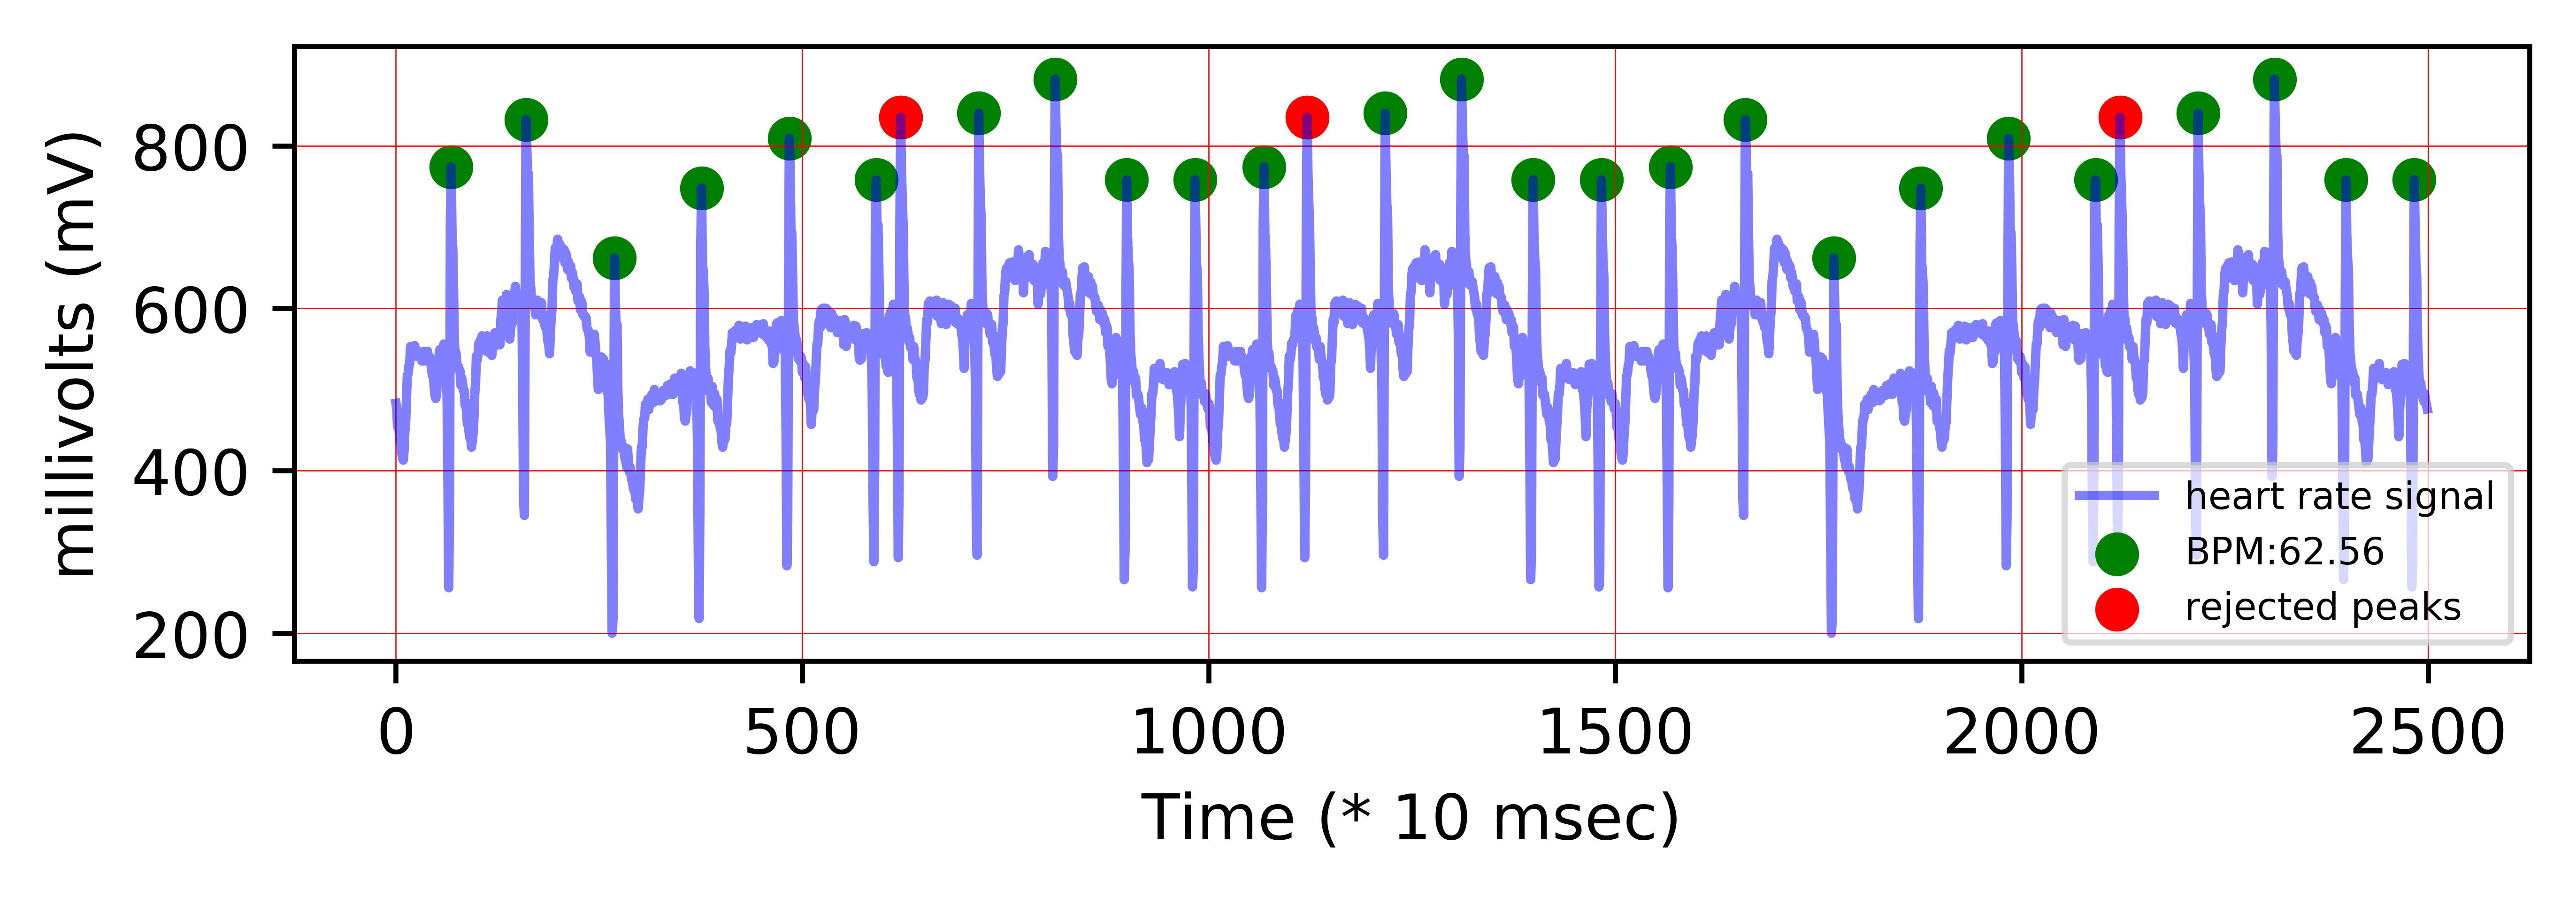 millivolts (mV)
800
600
400
200
0 500 1000 1500 2000 2500
Time (* 10 msec)
heart rate signal
BPM:62.56
rejected peaks